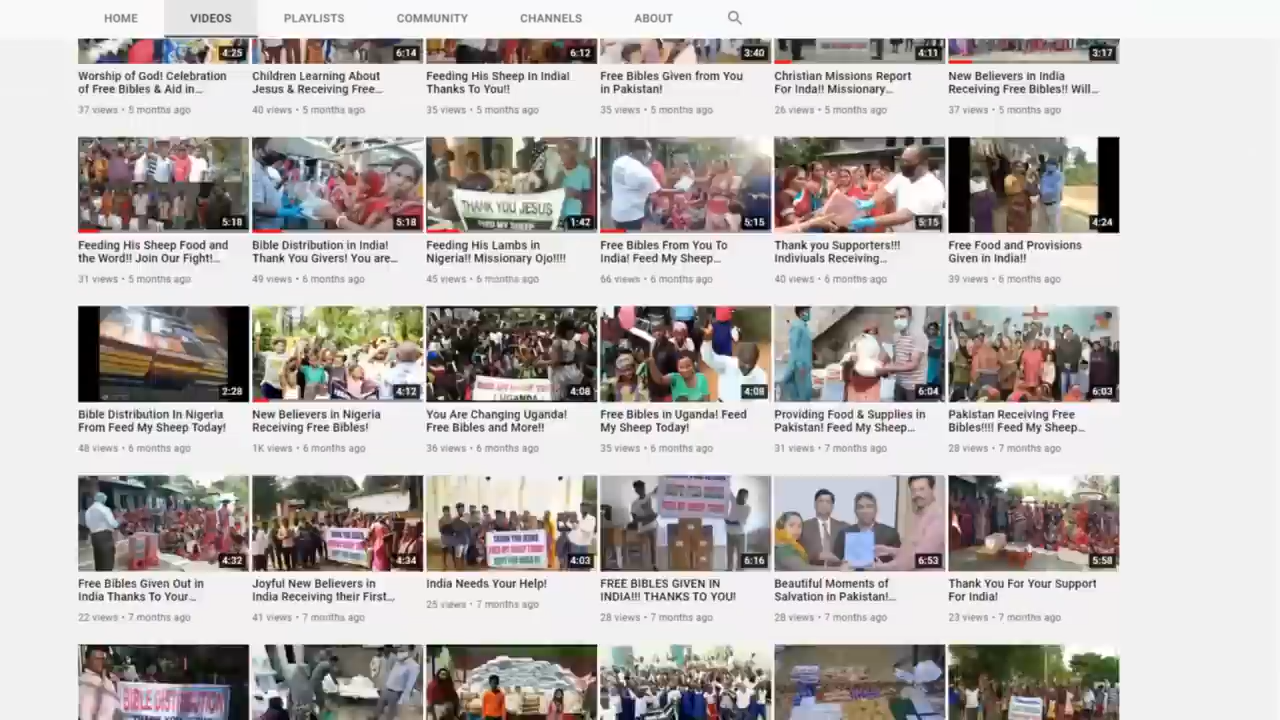 HOME VIDEOS PLAYLISTS COMMUNITY CHANNELS ABOUT
4:25 6:14 6:12 3:40 4:11 3:17
Worship of God! Celebration
of Free Bibles & Aid in...
37 views • 5 months ago
Children Learning About
Jesus & Receiving Free...
40 views • 5 months ago
Feeding His Sheep In India!
Thanks To You!!
35 views • 5 months ago
Free Bibles Given from You
in Pakistan!
35 views • 5 months ago
Christian Missions Report
For Inda!! Missionary...
26 views • 5 months ago
New Believers in India
Receiving Free Bibles!! Will...
37 views • 5 months ago
5:18
Feeding His Sheep Food and
the Word!! Join Our Fight!...
31 views • 5 months ago
5:18
Bible Distribution in India!
Thank You Givers! You are...
49 views • 6 months ago
THANK YOU JESUS
FEED MY SHEEP
1:42
Feeding His Lambs in
Nigeria!! Missionary Ojo!!!!
45 views • 6 months ago
5:15
Free Bibles From You To
India! Feed My Sheep...
66 views • 6 months ago
5:15
Thank you Supporters!!!
Indiviuals Receiving...
40 views • 6 months ago
4:24
Free Food and Provisions
Given in India!!
39 views • 6 months ago
2:28
Bible Distribution In Nigeria
From Feed My Sheep Today!
48 views • 6 months ago
4:12
New Believers in Nigeria
Receiving Free Bibles!
1K views • 6 months ago
UGANDA
4:08
You Are Changing Uganda!
Free Bibles and More!!
36 views • 6 months ago
4:08
Free Bibles in Uganda! Feed
My Sheep Today!
35 views • 6 months ago
6:04
Providing Food & Supplies in
Pakistan! Feed My Sheep...
31 views • 7 months ago
6:03
Pakistan Receiving Free
Bibles!!!! Feed My Sheep...
28 views • 7 months ago
4:32
Free Bibles Given Out in
India Thanks To Your...
22 views • 7 months ago
4:34
Joyful New Believers in
India Receiving their First...
41 views • 7 months ago
THANK YOU JESUS
FEED MY SHEEP TODAY
4:03
India Needs Your Help!
25 views • 7 months ago
6:16
FREE BIBLES GIVEN IN
INDIA!!! THANKS TO YOU!
28 views • 7 months ago
6:53
Beautiful Moments of
Salvation in Pakistan!...
28 views • 7 months ago
5:58
Thank You For Your Support
For India!
23 views • 7 months ago
BIBLE DISTRIBUTION